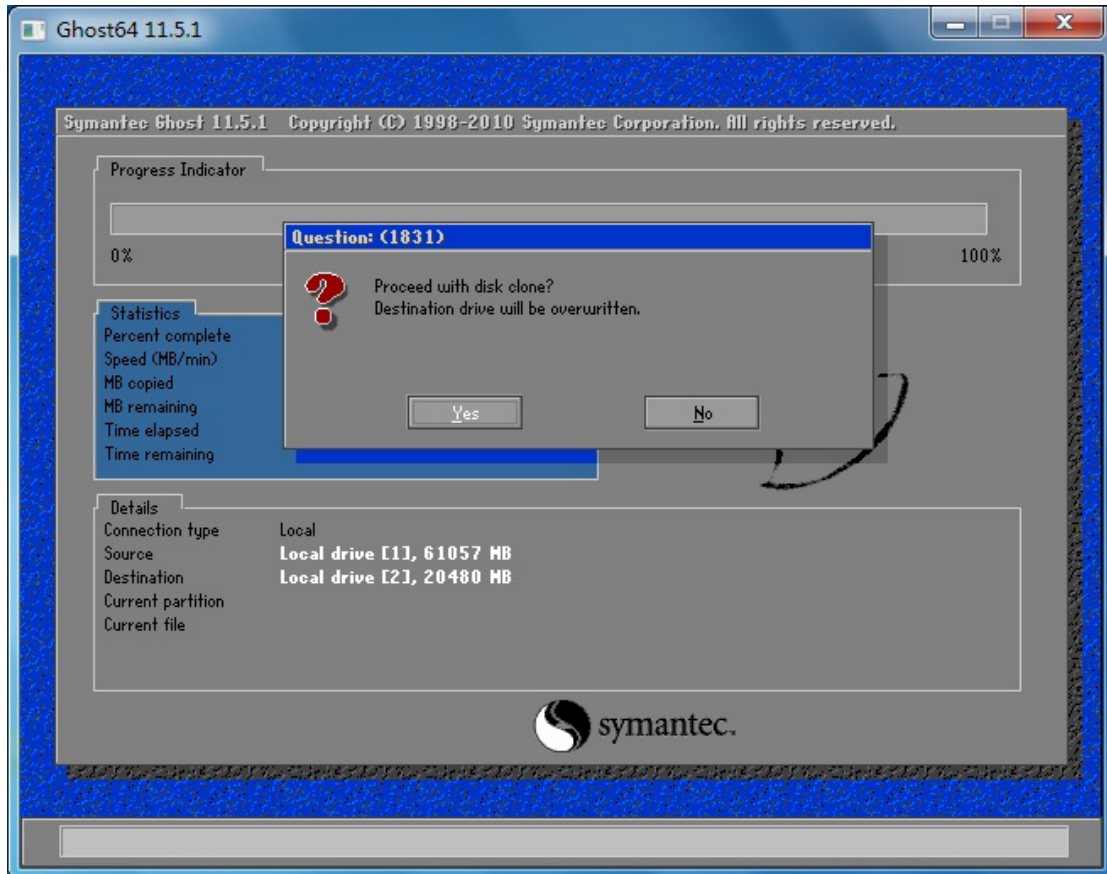 Ghost64 11.5.1
Symantec Ghost 11.5.1 Copyright (C) 1998-2010 Symantec Corporation. All rights reserved.
Progress Indicator
0%
100%
Question: (1831)
Proceed with disk clone?
Destination drive will be overwritten.
Yes No
Statistics
Percent complete
Speed (MB/min)
MB copied
MB remaining
Time elapsed
Time remaining
Details
Connection type Local
Source Local drive [1], 61057 MB
Destination Local drive [2], 20480 MB
Current partition
Current file
symantec.